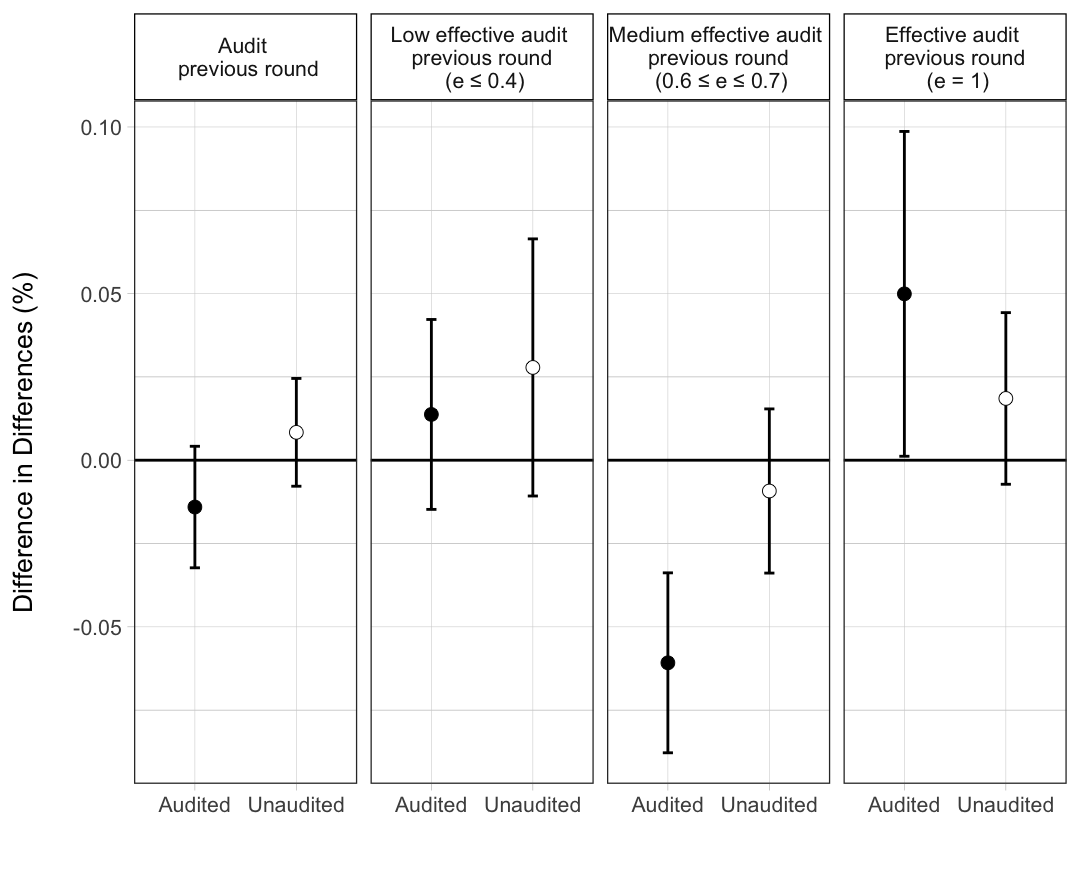 Audit
previous round
Low effective audit
previous round
(e ≤ 0.4)
Medium effective audit
previous round
(0.6 ≤ e ≤ 0.7)
Effective audit
previous round
(e = 1)
Difference in Differences (%)
0.10
0.05
0.00
-0.05
Audited Unaudited Audited Unaudited Audited Unaudited Audited Unaudited